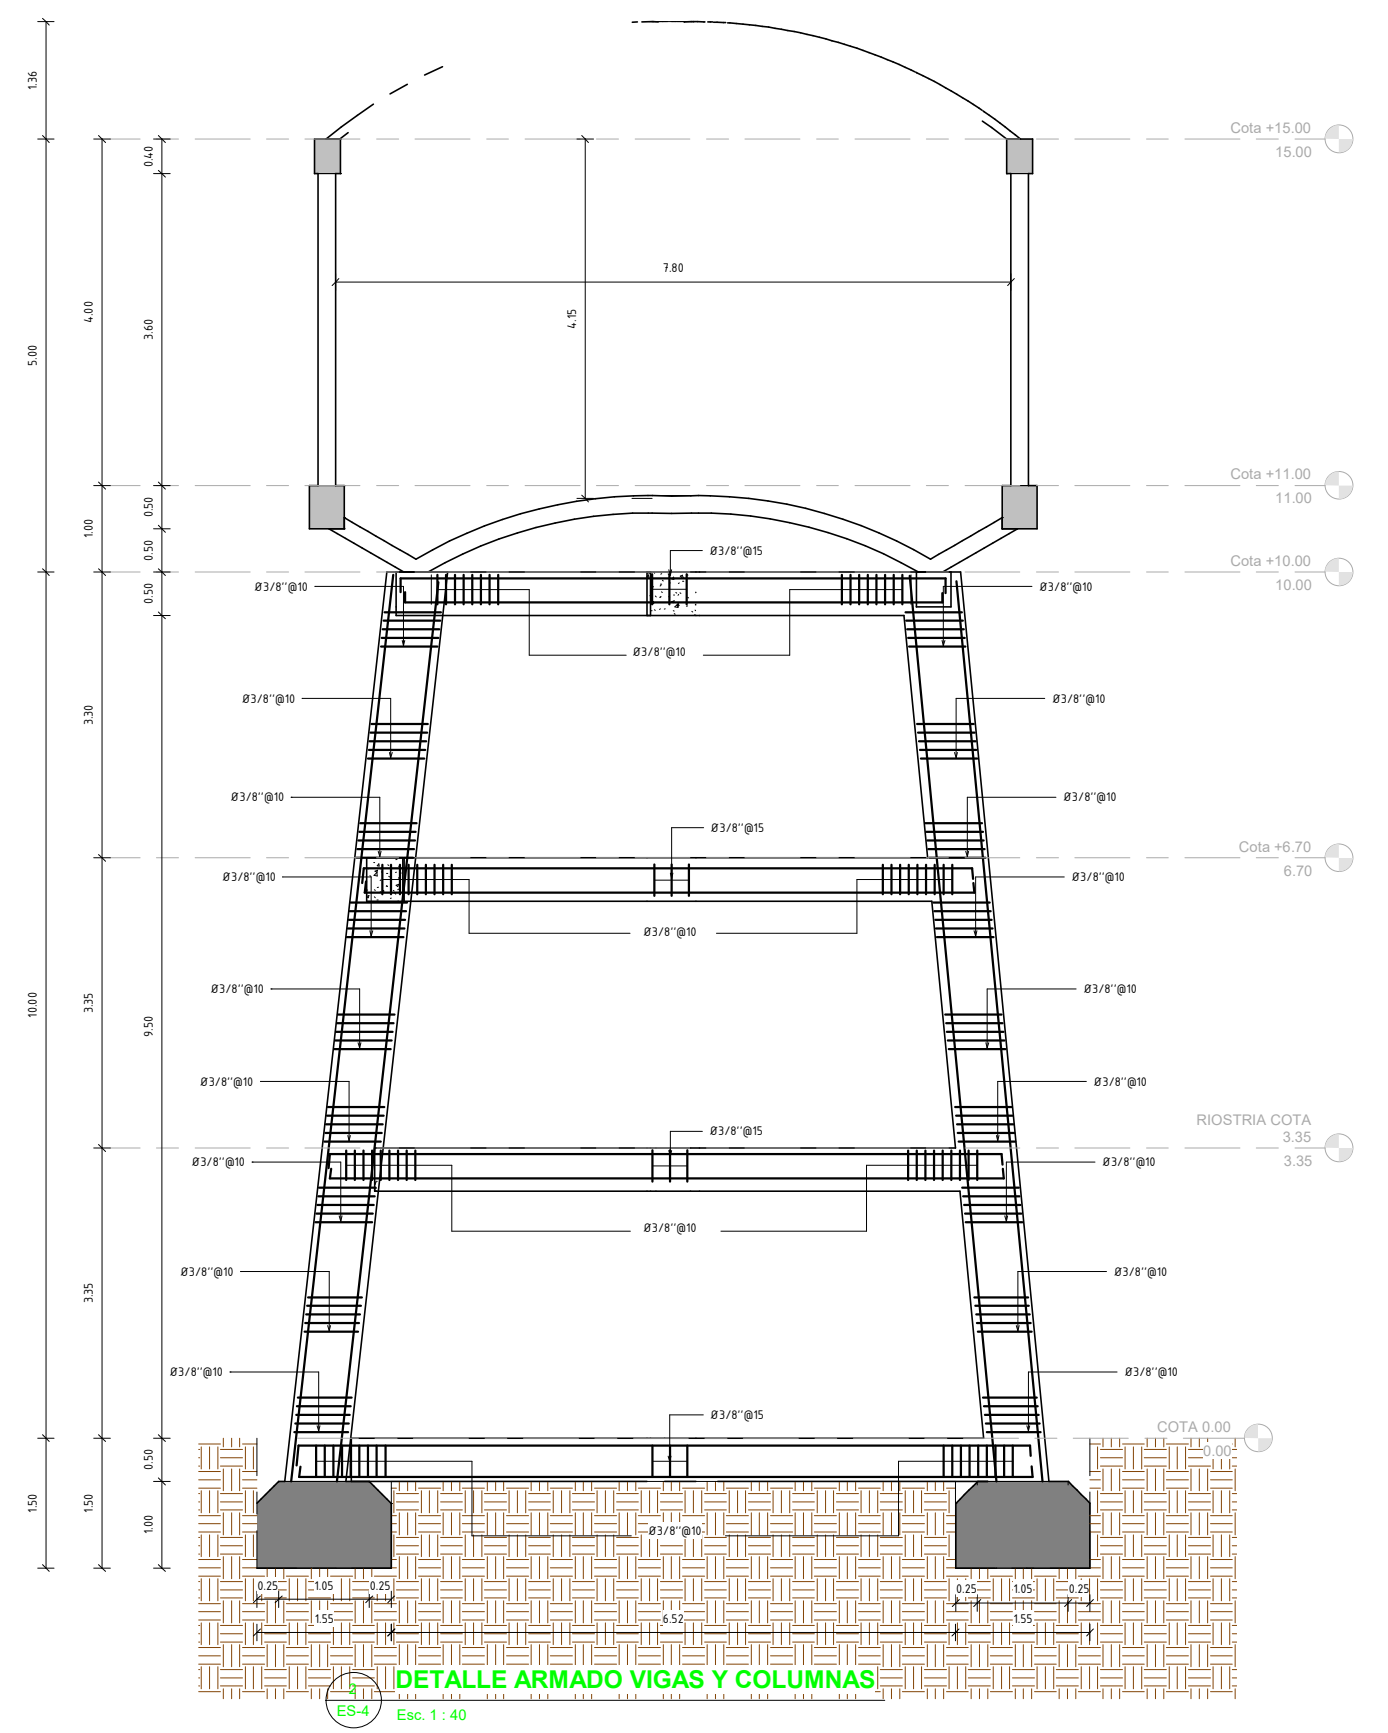 1.36
Cota +15.00
15.00
0.40
7.80
4.15
4.00
3.60
5.00
Cota +11.00
11.00
0.50
1.00
0.50
Ø3/8''@15
Cota +10.00
10.00
0.50
Ø3/8''@10
Ø3/8''@10
Ø3/8''@10
Ø3/8''@10
Ø3/8''@10
3.30
Ø3/8''@10
Ø3/8''@10
Ø3/8''@15
Cota +6.70
6.70
Ø3/8''@10
Ø3/8''@10
Ø3/8''@10
Ø3/8''@10
Ø3/8''@10
10.00
3.35
9.50
Ø3/8''@10
Ø3/8''@10
RIOSTRIA COTA
3.35
3.35
Ø3/8''@15
Ø3/8''@10
Ø3/8''@10
Ø3/8''@10
Ø3/8''@10
Ø3/8''@10
3.35
Ø3/8''@10
Ø3/8''@10
Ø3/8''@15
COTA 0.00
0.00
0.50
1.50
1.50
1.00
Ø3/8''@10
0.25
1.05
0.25
0.25
1.05
0.25
1.55
6.52
1.55
2
ES-4
DETALLE ARMADO VIGAS Y COLUMNAS
Esc. 1 : 40